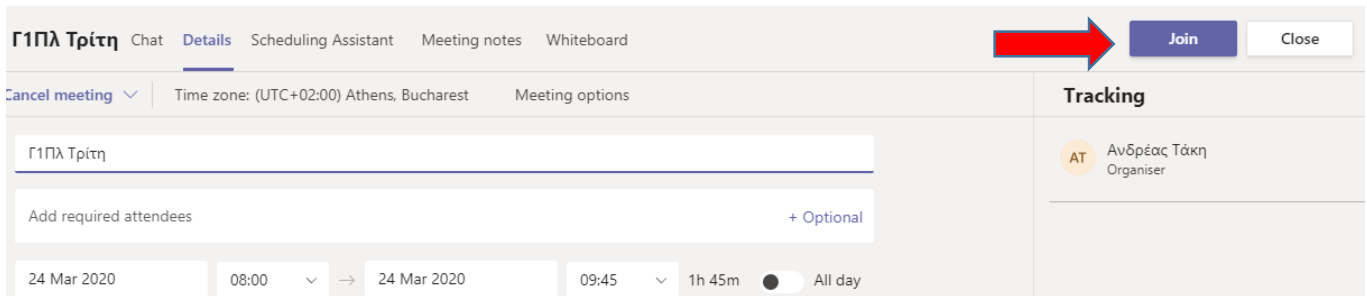 Γ1Πλ Τρίτη Chat Details Scheduling Assistant Meeting notes Whiteboard Join Close
Cancel meeting Time zone: (UTC+02:00) Athens, Bucharest Meeting options Tracking
Γ1Πλ Τρίτη
AT Ανδρέας Τάκη
Organiser
Add required attendees + Optional
24 Mar 2020 08:00 → 24 Mar 2020 09:45 1h 45m All day